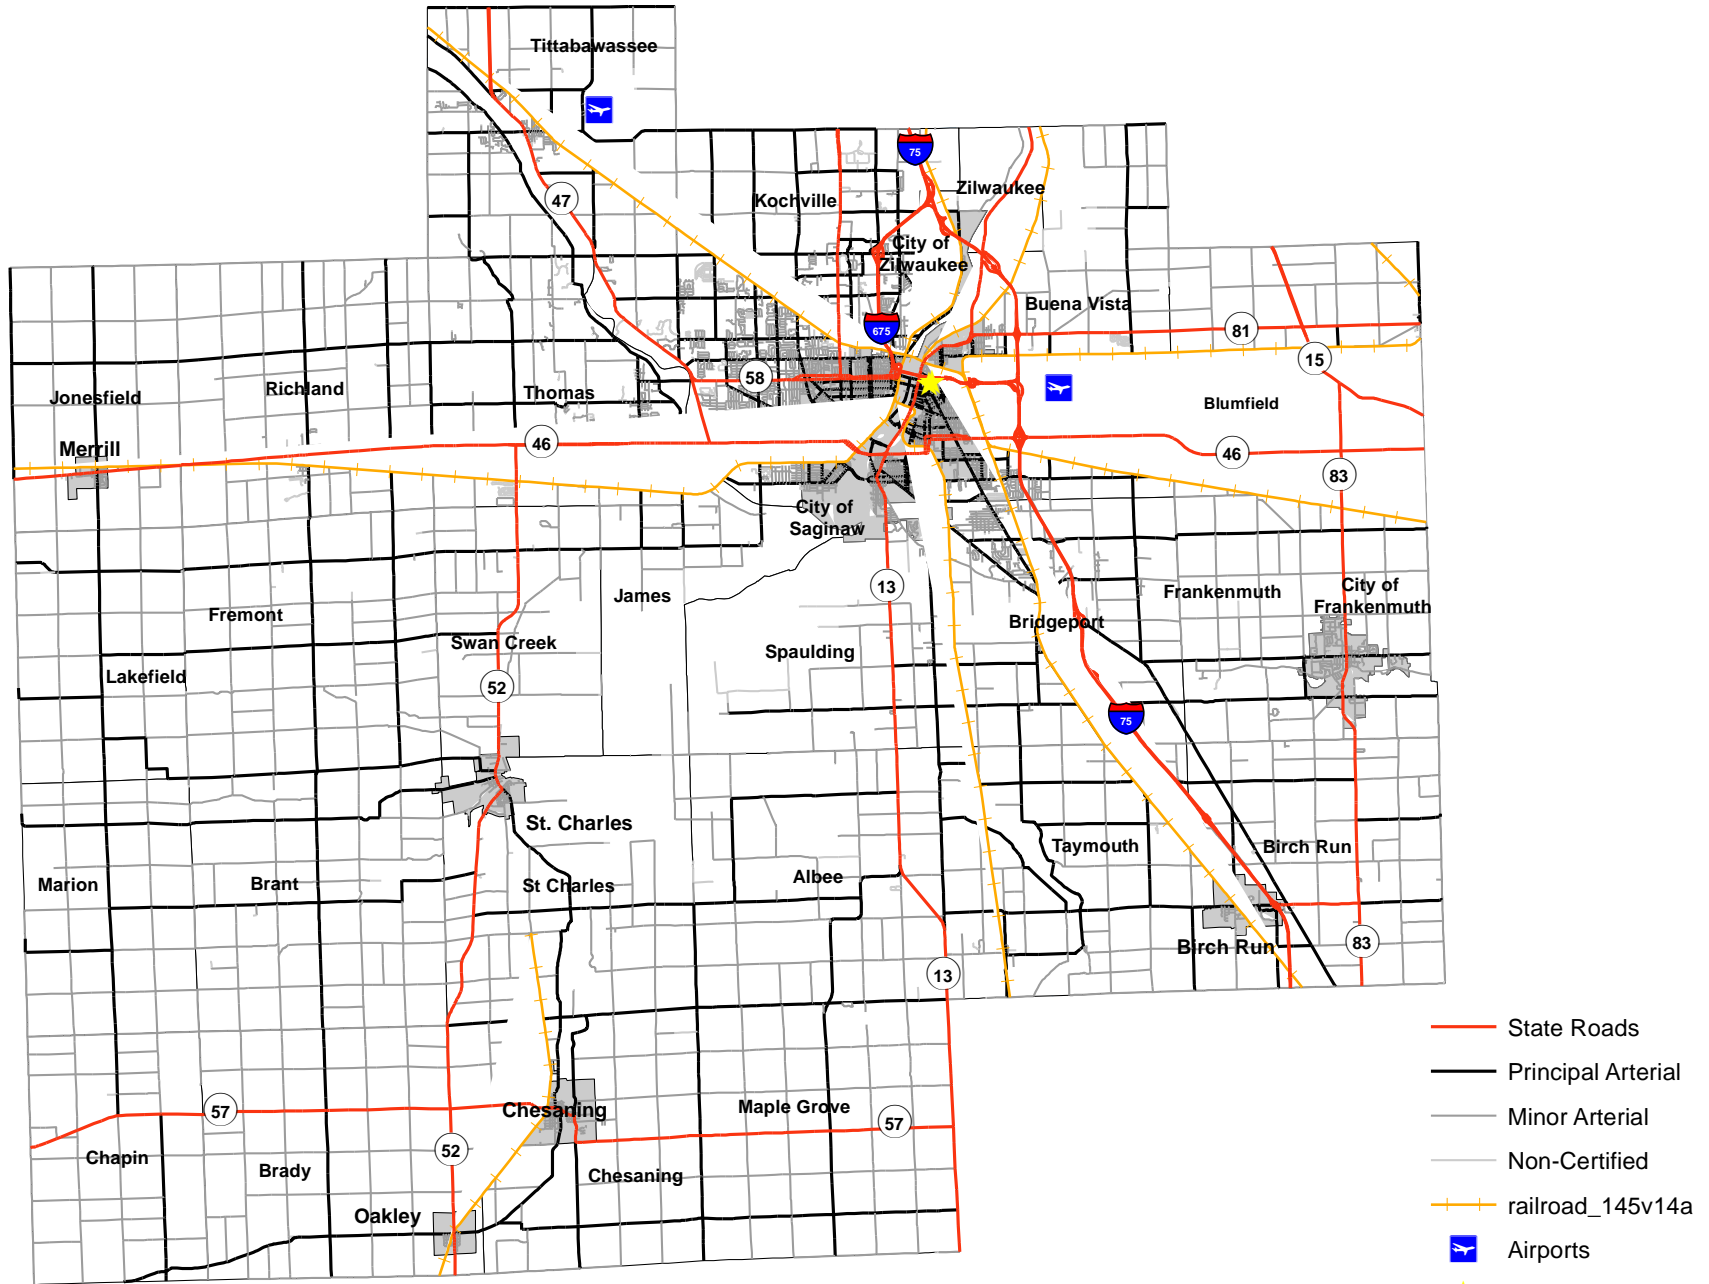 Tittabawassee
75
47
Kochville
Zilwaukee
City of
Zilwaukee
Buena Vista
675
81
15
58
Jonesfield
Richland
Thomas
Blumfield
Merrill
46
46
83
City of
Saginaw
13
James
Fremont
Swan Creek
Lakefield
52
Spaulding
Bridgeport
Frankenmuth
City of
Frankenmuth
75
St. Charles
Taymouth
Birch Run
Marion
Brant
St Charles
Albee
Birch Run
83
13
57
Chesaning
Maple Grove
57
Chapin
Brady
52
Chesaning
Oakley
State Roads
Principal Arterial
Minor Arterial
Non-Certified
railroad_145v14a
Airports